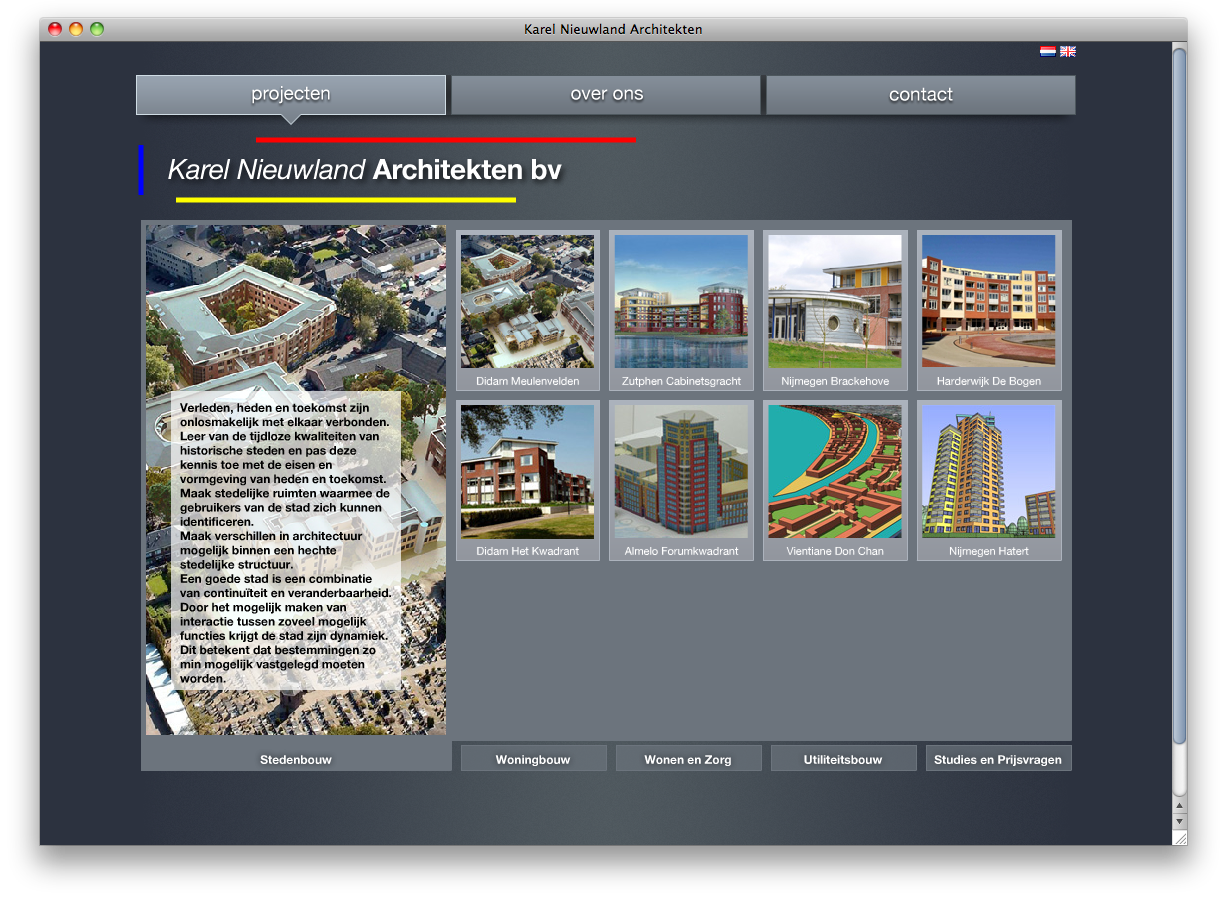 Karel Nieuwland Architekten
projecten
over ons
contact
Karel Nieuwland Architekten bv
Verleden, heden en toekomst zijn
onlosmakelijk met elkaar verbonden.
Leer van de tijdloze kwaliteiten van
historische steden en pas deze
kennis toe met de eisen en
vormgeving van heden en toekomst.
Maak stedelijke ruimten waarmee de
gebruikers van de stad zich kunnen
identificeren.
Maak verschillen in architectuur
mogelijk binnen een hechte
stedelijke structuur.
Een goede stad is een combinatie
van continuïteit en veranderbaarheid.
Door het mogelijk maken van
interactie tussen zoveel mogelijk
functies krijgt de stad zijn dynamiek.
Dit betekent dat bestemmingen zo
min mogelijk vastgelegd moeten
worden.
Didam Meulenvelden
Zutphen Cabinetsgracht
Nijmegen Brackehove
Harderwijk De Bogen
Didam Het Kwadrant
Almelo Forumkwadrant
Vientiane Don Chan
Nijmegen Hatert
Stedenbouw
Woningbouw
Wonen en Zorg
Utiliteitsbouw
Studies en Prijsvragen